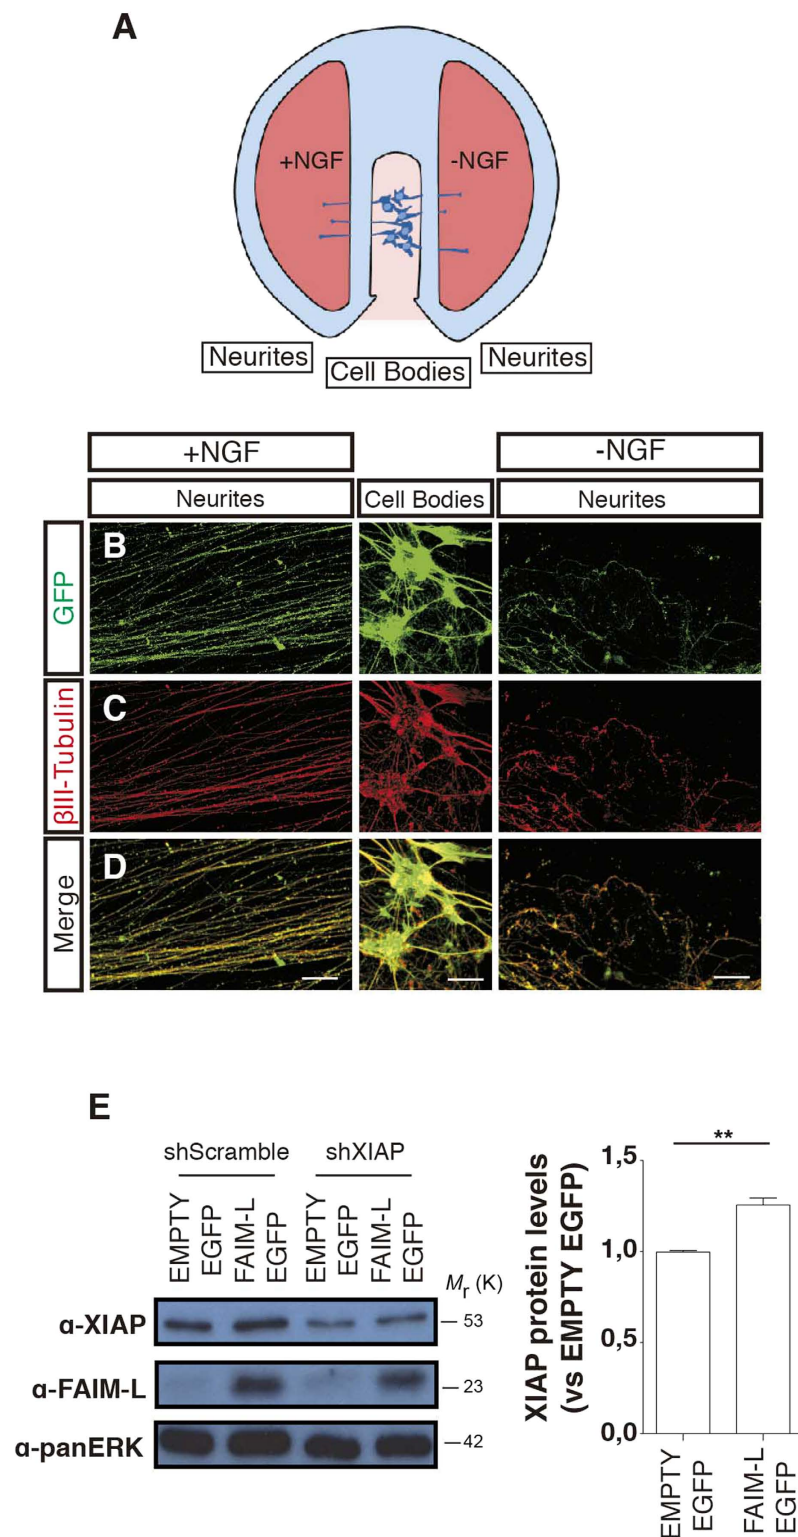 A
+NGF
-NGF
Neurites
Cell Bodies
Neurites
+NGF
-NGF
Neurites
Cell Bodies
Neurites
GFP
B
βIII-Tubulin
C
Merge
D
E
shScramble
shXIAP
EMPTY
EGFP
FAIM-L
EGFP
EMPTY
EGFP
FAIM-L
EGFP
Mr (K)
α-XIAP
53
α-FAIM-L
23
α-panERK
42
XIAP protein levels
(vs EMPTY EGFP)
**
1,5
1,0
0,5
0,0
EMPTY
EGFP
FAIM-L
EGFP